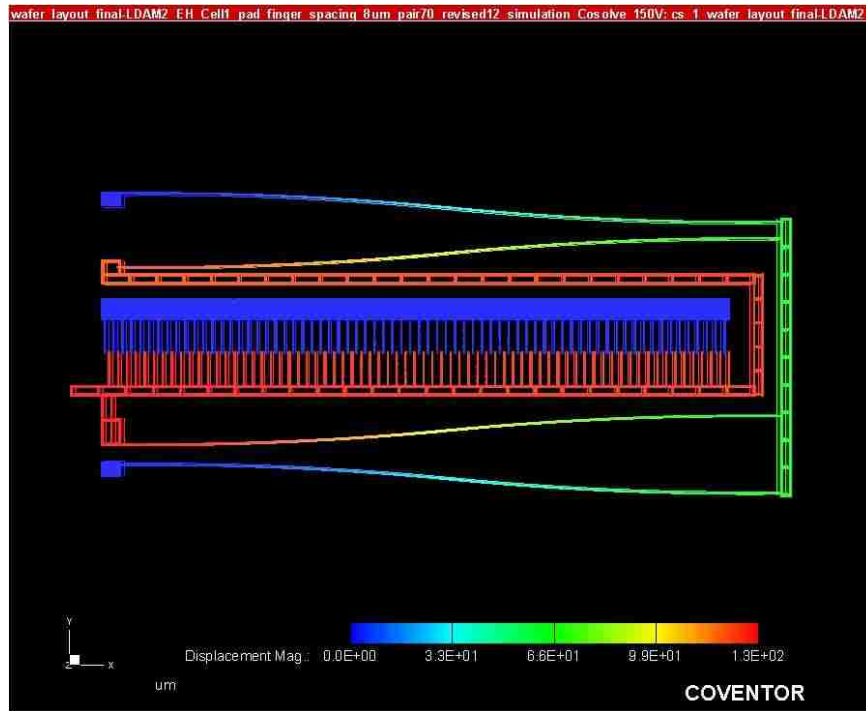 wafer layout final-LDAM2 EH Cell1 pad finger spacing 8um pair70 revised12 simulation Cosolve 150V: cs 1 wafer layout final-LDAM2
Y
Z X
Displacement Mag.: 0.0E+00 3.3E+01 6.6E+01 9.9E+01 1.3E+02
um
COVENTOR